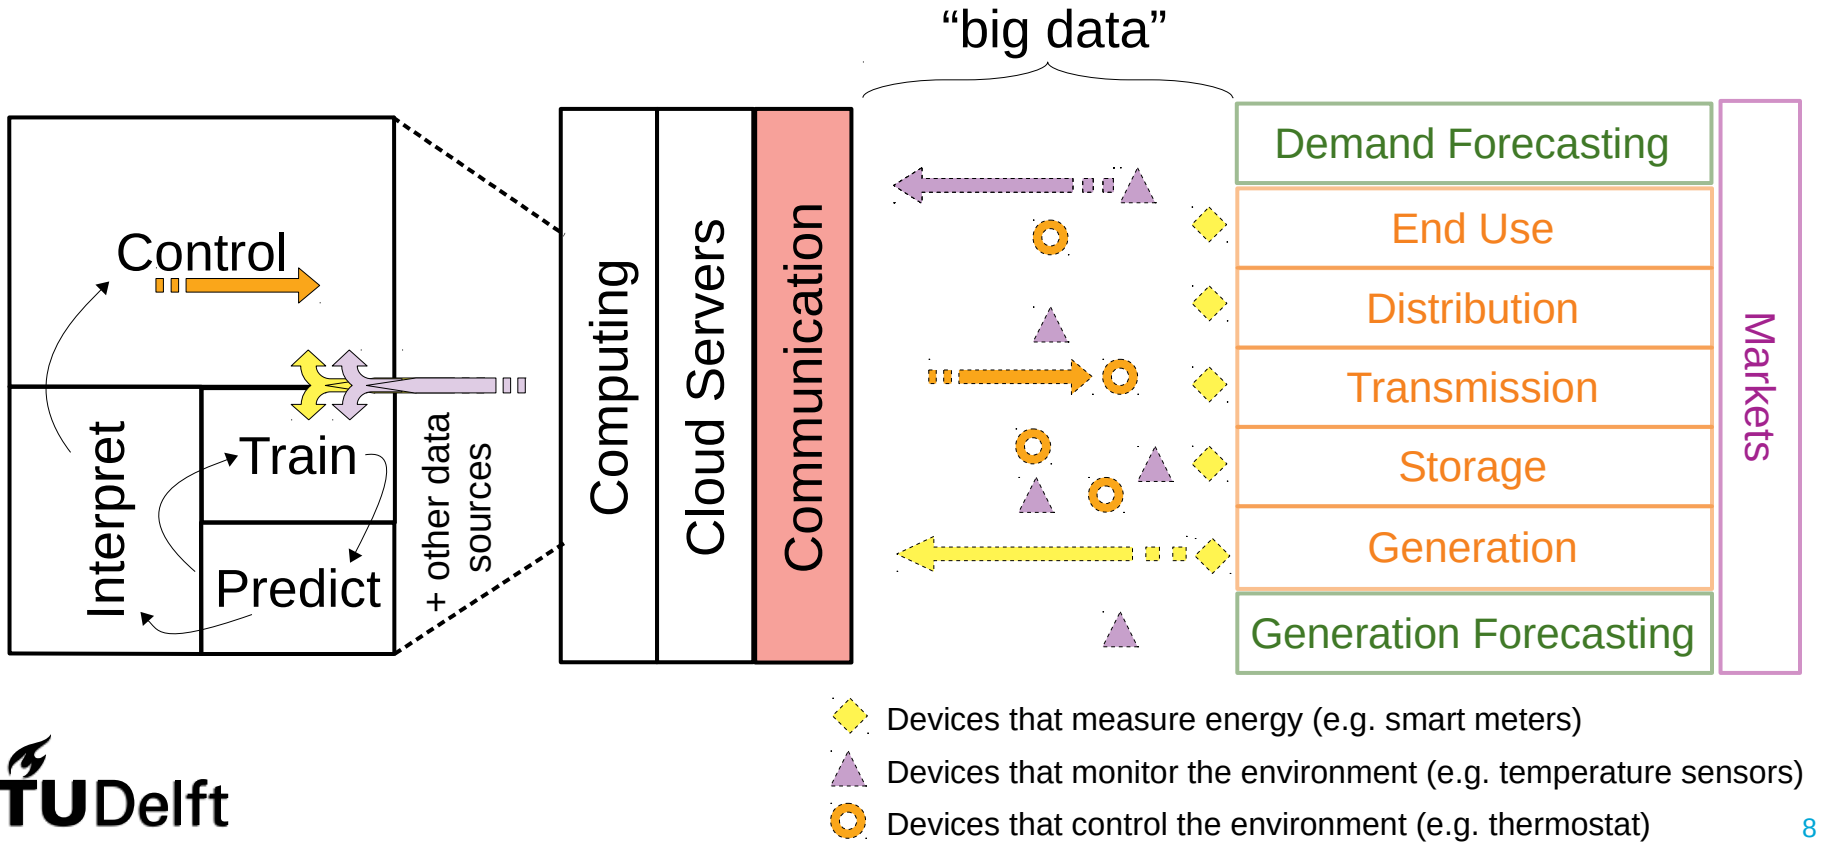 “big data”
Control
Interpret
Train
Predict
+ other data
sources
Computing
Cloud Servers
Communication
Demand Forecasting
End Use
Distribution
Transmission
Storage
Generation
Generation Forecasting
Markets
Devices that measure energy (e.g. smart meters)
Devices that monitor the environment (e.g. temperature sensors)
Devices that control the environment (e.g. thermostat)
TUDelft
8